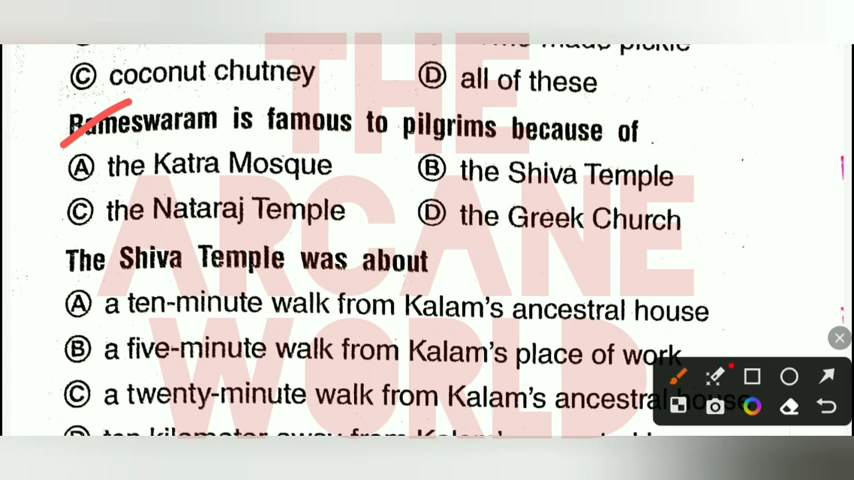 Ⓒ coconut chutney Ⓓ all of these
Rameswaram is famous to pilgrims because of
Ⓐ the Katra Mosque Ⓑ the Shiva Temple
Ⓒ the Nataraj Temple Ⓓ the Greek Church
The Shiva Temple was about
Ⓐ a ten-minute walk from Kalam's ancestral house
Ⓑ a five-minute walk from Kalam's place of work
Ⓒ a twenty-minute walk from Kalam's ancestral house
THE
ARCANE
WORLD